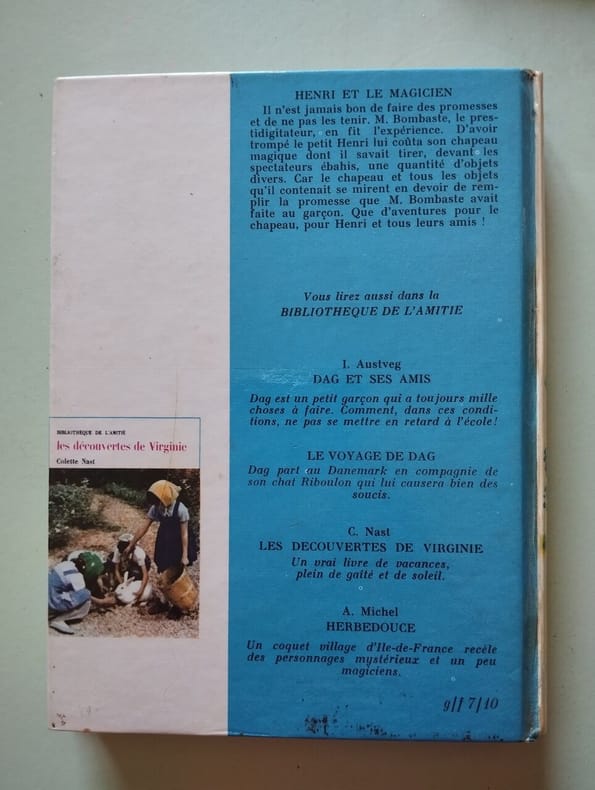 HENRI ET LE MAGICIEN
Il n'est jamais bon de faire des promesses
et de ne pas les tenir. M. Bombaste, le pres-
tidigitateur, en fit l'expérience. D'avoir
trompé le petit Henri lui coûta son chapeau
magique dont il savait tirer, devant les
spectateurs ébahis, une quantité d'objets
divers. Car le chapeau et tous les objets
qu'il contenait se mirent en devoir de rem-
plir la promesse que M. Bombaste avait
faite au garçon. Que d'aventures pour le
chapeau, pour Henri et tous leurs amis !
Vous lirez aussi dans la
BIBLIOTHEQUE DE L'AMITIE
I. Austveg
DAG ET SES AMIS
Dag est un petit garçon qui a toujours mille
choses à faire. Comment, dans ces condi-
tions, ne pas se mettre en retard à l'école !
LE VOYAGE DE DAG
Dag part au Danemark en compagnie de
son chat Riboulon qui lui causera bien des
soucis.
C. Nast
LES DECOUVERTES DE VIRGINIE
Un vrai livre de vacances,
plein de gaîté et de soleil.
A. Michel
HERBEDOUCE
Un coquet village d'Ile-de-France recèle
des personnages mystérieux et un peu
magiciens.
g/f 7/10
BIBLIOTHÈQUE DE L'AMITIÉ
les découvertes de Virginie
Colette Nast